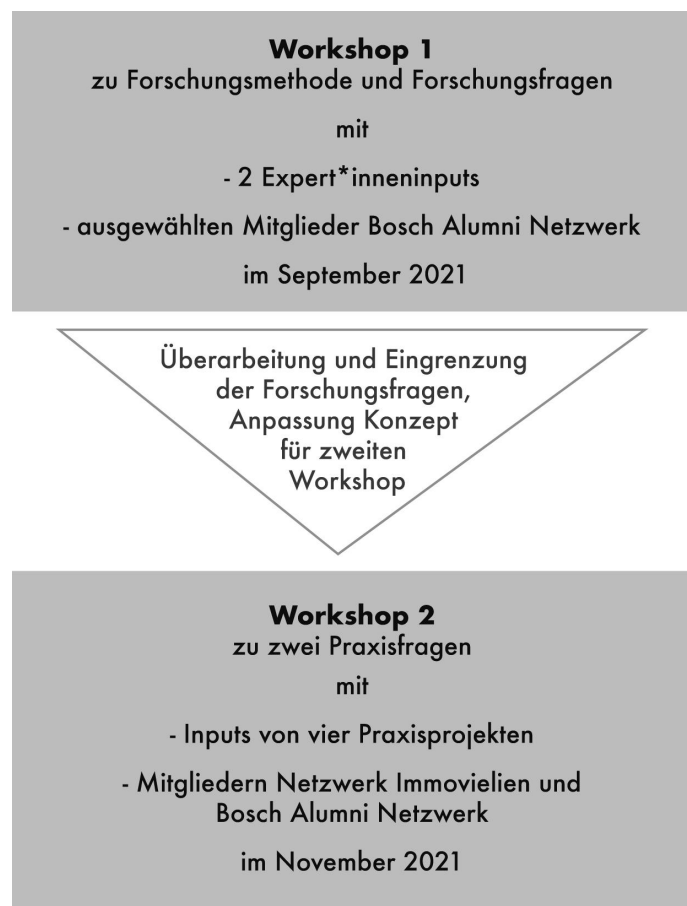 Workshop 1
zu Forschungsmethode und Forschungsfragen
mit
- 2 Expert*inneninputs
- ausgewählten Mitglieder Bosch Alumni Netzwerk
im September 2021
Überarbeitung und Eingrenzung
der Forschungsfragen,
Anpassung Konzept
für zweiten
Workshop
Workshop 2
zu zwei Praxisfragen
mit
- Inputs von vier Praxisprojekten
- Mitgliedern Netzwerk Immovielien und
Bosch Alumni Netzwerk
im November 2021